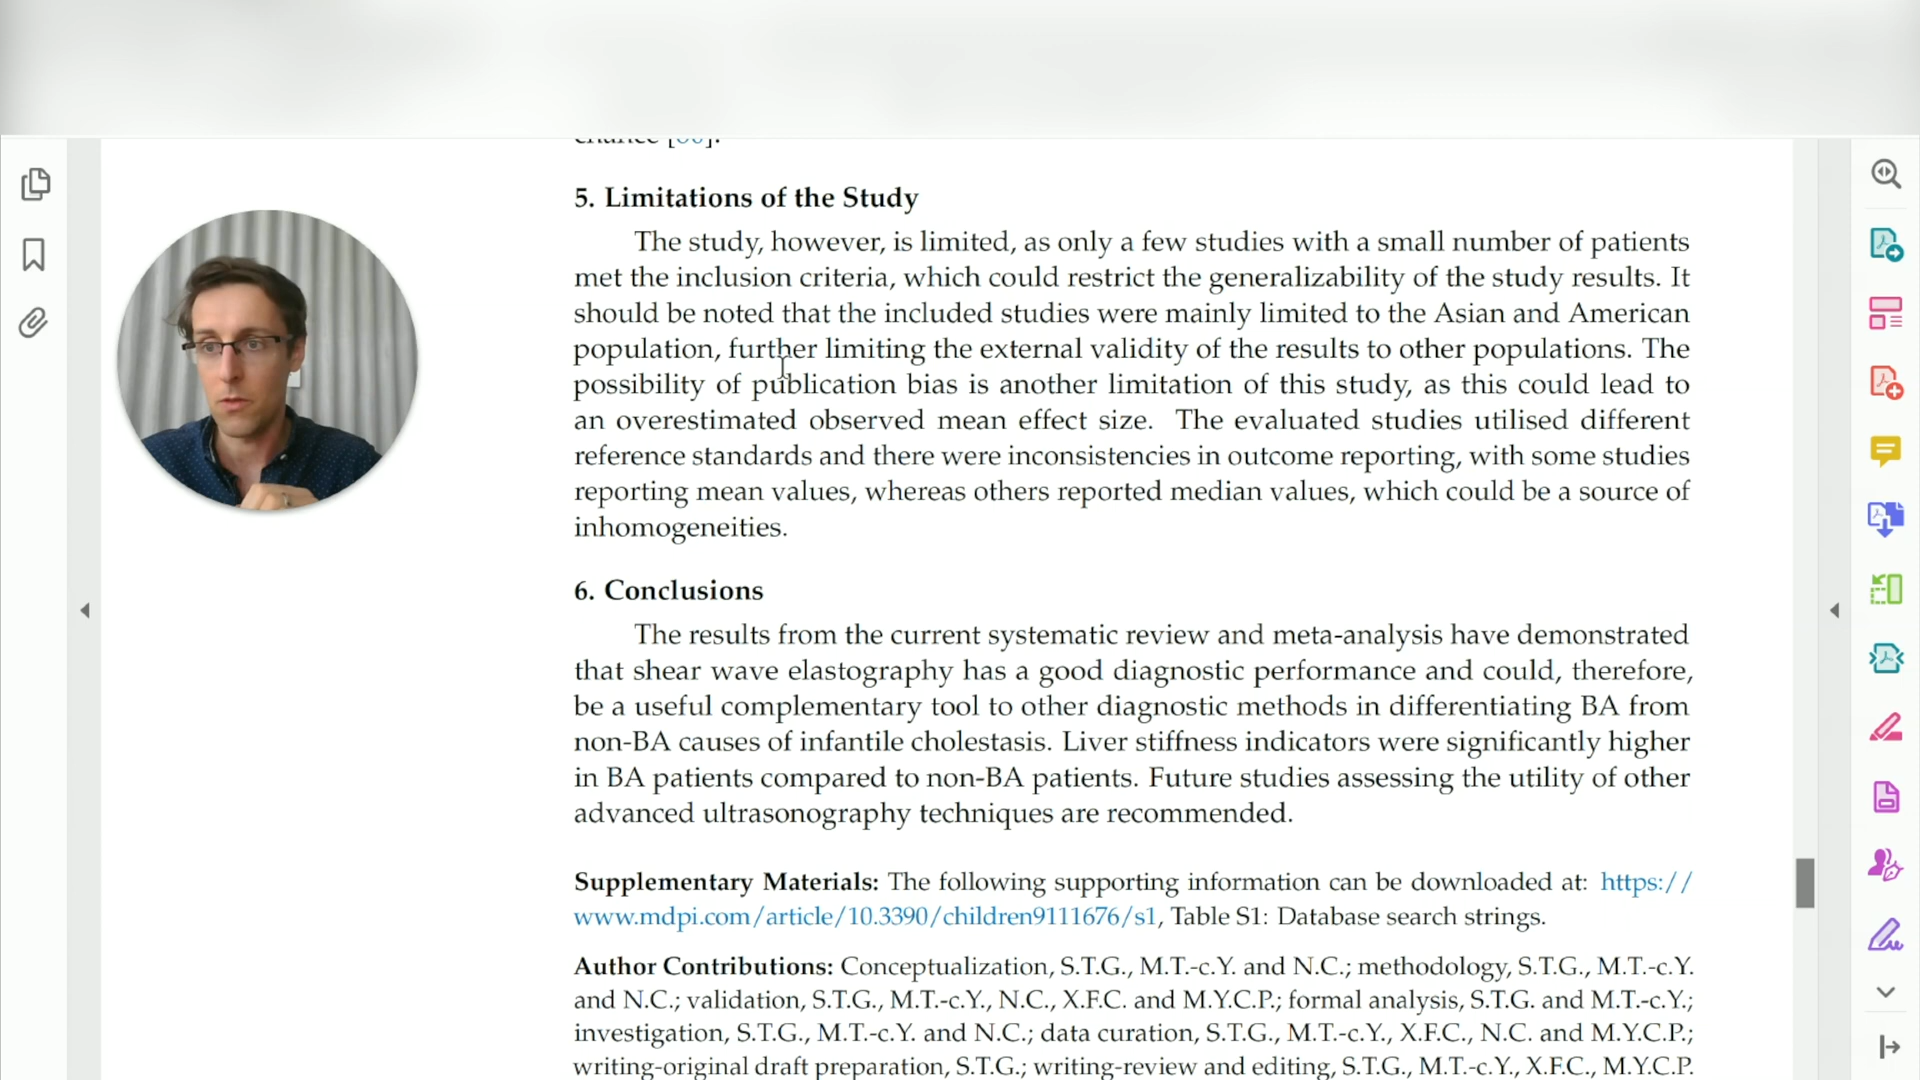 5. Limitations of the Study
The study, however, is limited, as only a few studies with a small number of patients
met the inclusion criteria, which could restrict the generalizability of the study results. It
should be noted that the included studies were mainly limited to the Asian and American
population, further limiting the external validity of the results to other populations. The
possibility of publication bias is another limitation of this study, as this could lead to
an overestimated observed mean effect size. The evaluated studies utilised different
reference standards and there were inconsistencies in outcome reporting, with some studies
reporting mean values, whereas others reported median values, which could be a source of
inhomogeneities.
6. Conclusions
The results from the current systematic review and meta-analysis have demonstrated
that shear wave elastography has a good diagnostic performance and could, therefore,
be a useful complementary tool to other diagnostic methods in differentiating BA from
non-BA causes of infantile cholestasis. Liver stiffness indicators were significantly higher
in BA patients compared to non-BA patients. Future studies assessing the utility of other
advanced ultrasonography techniques are recommended.
Supplementary Materials: The following supporting information can be downloaded at: https://
www.mdpi.com/article/10.3390/children9111676/s1, Table S1: Database search strings.
Author Contributions: Conceptualization, S.T.G., M.T.-c.Y. and N.C.; methodology, S.T.G., M.T.-c.Y.
and N.C.; validation, S.T.G., M.T.-c.Y., N.C., X.F.C. and M.Y.C.P.; formal analysis, S.T.G. and M.T.-c.Y.;
investigation, S.T.G., M.T.-c.Y. and N.C.; data curation, S.T.G., M.T.-c.Y., X.F.C., N.C. and M.Y.C.P.;
writing-original draft preparation, S.T.G.; writing-review and editing, S.T.G., M.T.-c.Y., X.F.C., M.Y.C.P.